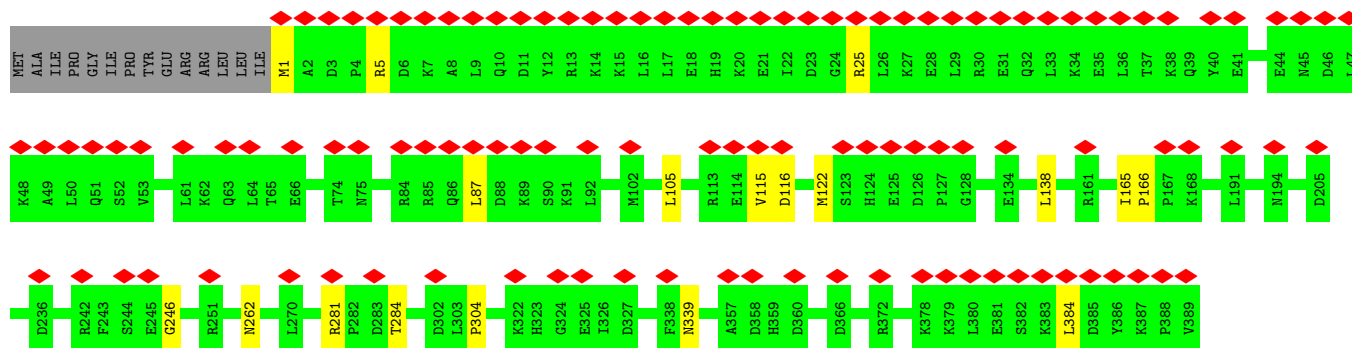 MET ALA ILE PRO GLY ILE PRO TYR GLU ARG ARG LEU LEU ILE M1 A2 D3 P4 R5 D6 K7 A8 L9 Q10 D11 Y12 R13 K14 K15 L16 L17 E18 H19 K20 E21 I22 D23 G24 R25 L26 K27 E28 L29 R30 E31 Q32 L33 K34 E35 L36 T37 K38 Q39 Y40 E41 E44 N45 D46 L47
K48 A49 L50 Q51 S52 V53 L61 K62 Q63 L64 T65 E66 T74 N75 R84 R85 Q86 L87 D88 K89 S90 K91 L92 M102 L105 R113 E114 V115 D116 M122 S123 H124 E125 D126 P127 G128 E134 L138 R161 I165 P166 P167 K168 L191 N194 D205
D236 R242 F243 S244 E245 G246 R251 N262 L270 R281 P282 D283 T284 D302 L303 P304 K322 H323 G324 E325 I326 D327 F338 N339 A357 D358 H359 D360 D366 R372 K378 K379 L380 E381 S382 K383 L384 D385 Y386 K387 P388 V389